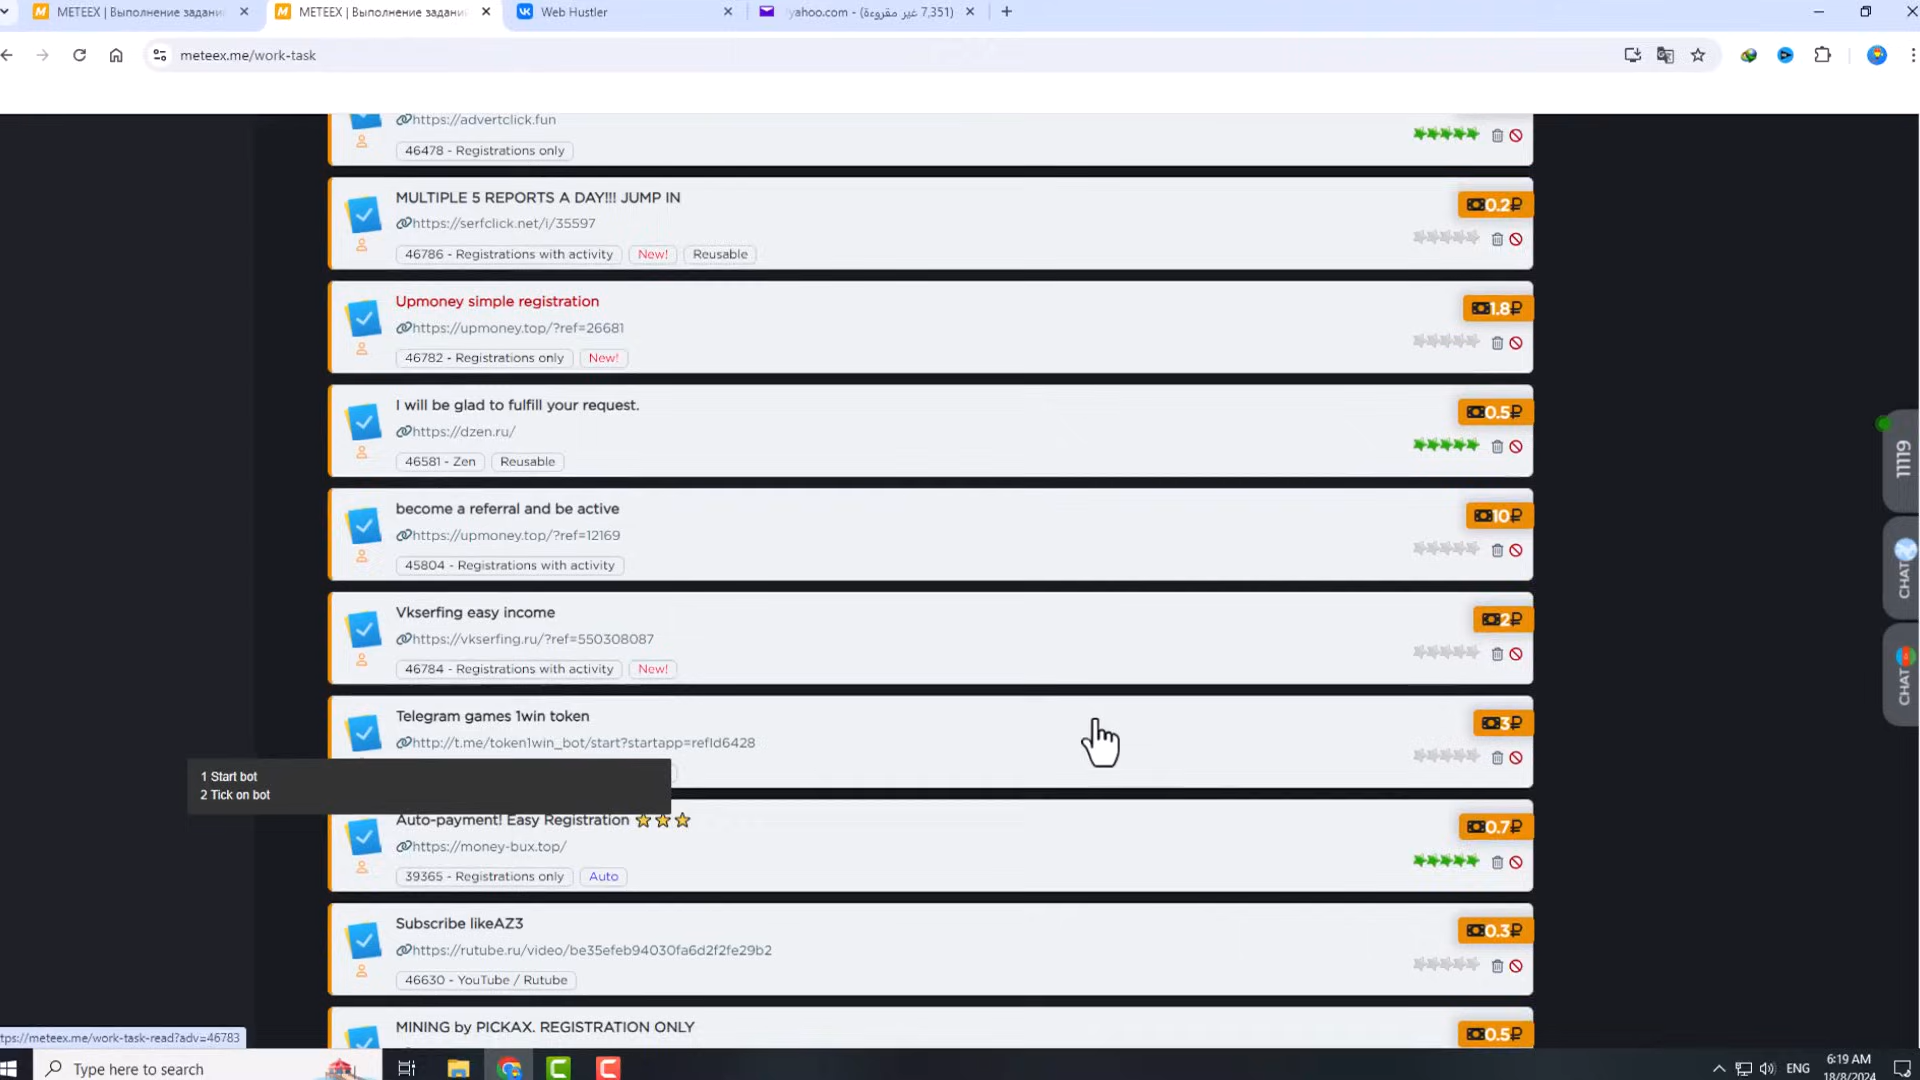 METEEX | Выполнение задани
METEEX | Выполнение задани
Web Hustler
yahoo.com - (7,351 غير مقروءة)
meteex.me/work-task
https://advertclick.fun
46478 - Registrations only
MULTIPLE 5 REPORTS A DAY!!! JUMP IN
0.2₽
https://serfclick.net/i/35597
46786 - Registrations with activity New! Reusable
Upmoney simple registration
1.8₽
https://upmoney.top/?ref=26681
46782 - Registrations only New!
I will be glad to fulfill your request.
0.5₽
https://dzen.ru/
46581 - Zen Reusable
11119
become a referral and be active
10₽
https://upmoney.top/?ref=12169
45804 - Registrations with activity
CHAT
Vkserfing easy income
2₽
https://vkserfing.ru/?ref=550308087
46784 - Registrations with activity New!
CHAT
Telegram games 1win token
3₽
http://t.me/token1win_bot/start?startapp=refId6428
1 Start bot
2 Tick on bot
Auto-payment! Easy Registration
0.7₽
https://money-bux.top/
39365 - Registrations only Auto
Subscribe likeAZ3
0.3₽
https://rutube.ru/video/be35efeb94030fa6d2f2fe29b2
46630 - YouTube / Rutube
MINING by PICKAX. REGISTRATION ONLY
0.5₽
tps://meteex.me/work-task-read?adv=46783
Type here to search
ENG
6:19 AM
18/8/2024